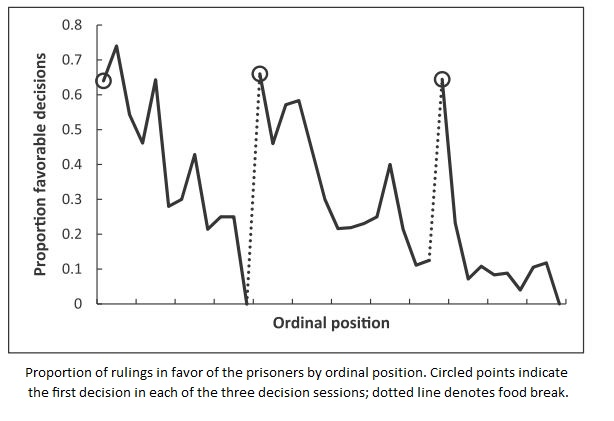 0.8
0.7
0.6
0.5
0.4
0.3
0.2
0.1
0
Proportion favorable decisions
Ordinal position
Proportion of rulings in favor of the prisoners by ordinal position. Circled points indicate
the first decision in each of the three decision sessions; dotted line denotes food break.